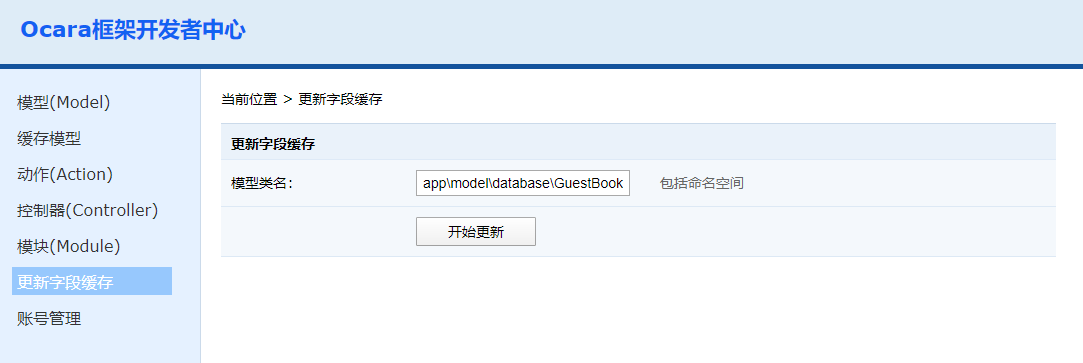 Ocara框架开发者中心
模型(Model)
缓存模型
动作(Action)
控制器(Controller)
模块(Module)
更新字段缓存
账号管理
当前位置 > 更新字段缓存
更新字段缓存
模型类名： app\model\database\GuestBook 包括命名空间
开始更新